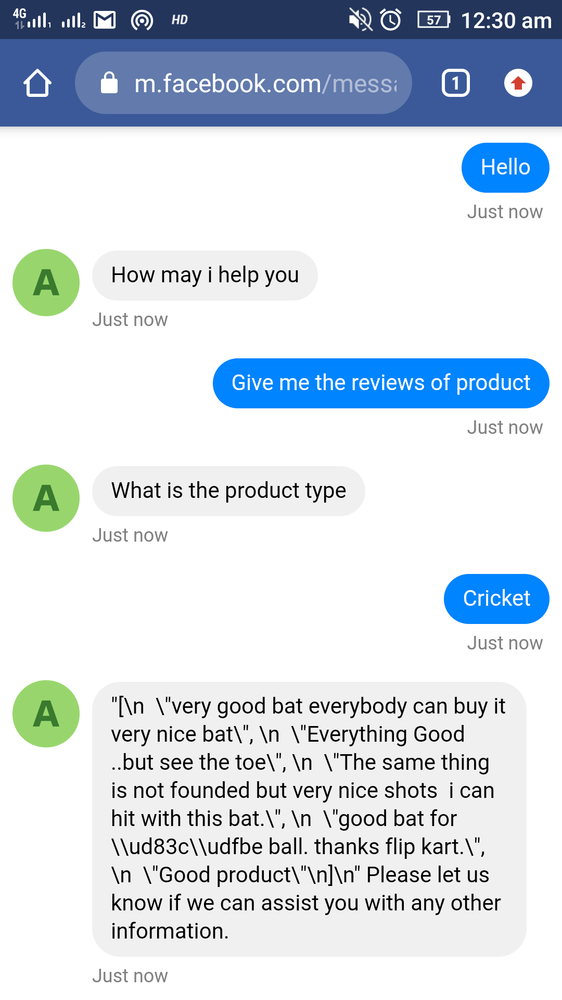 4G 1 2 HD 57 12:30 am
m.facebook.com/messa 1
Hello
Just now
A How may i help you
Just now
Give me the reviews of product
Just now
A What is the product type
Just now
Cricket
Just now
A "[\n  \"very good bat everybody can buy it
very nice bat\", \n  \"Everything Good
..but see the toe\", \n  \"The same thing
is not founded but very nice shots  i can
hit with this bat.\", \n  \"good bat for
\\ud83c\\udfbe ball. thanks flip kart.\",
\n  \"Good product\"\n]\n" Please let us
know if we can assist you with any other
information.
Just now